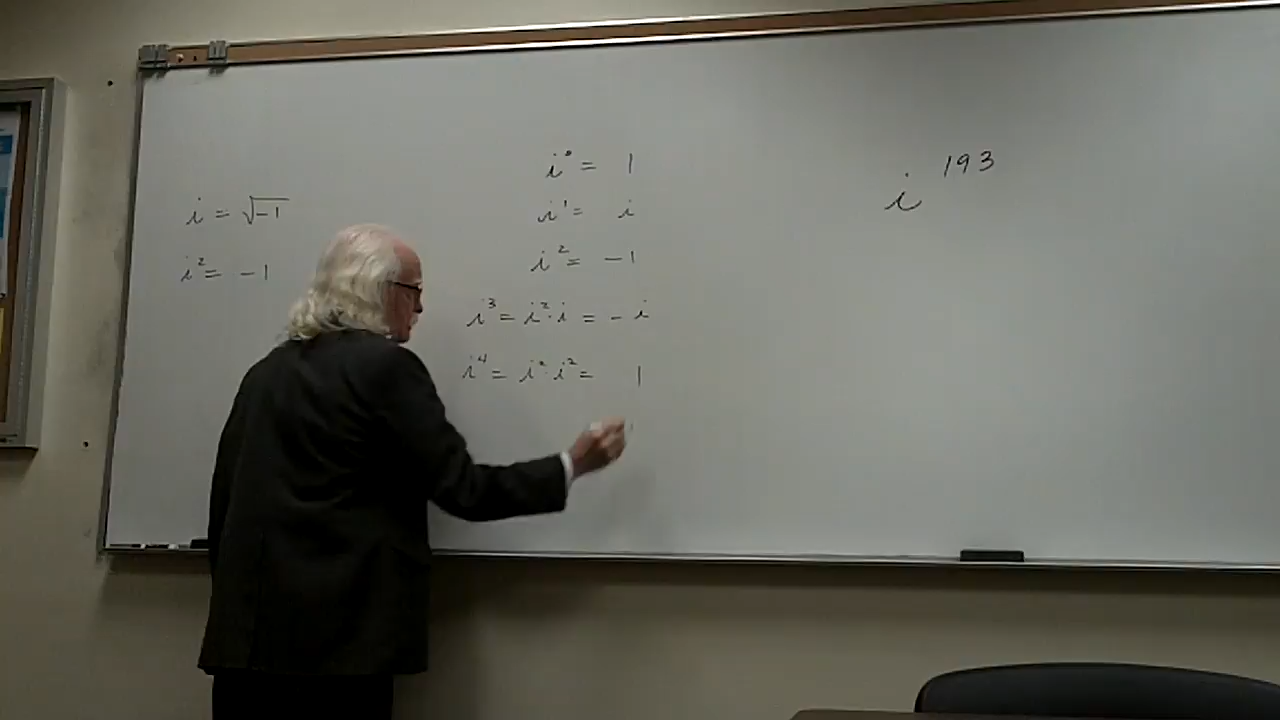 i = √-1
i² = -1
i⁰ = 1
i¹ = i
i² = -1
i³ = i²·i = -i
i⁴ = i²·i² = 1
i¹⁹³